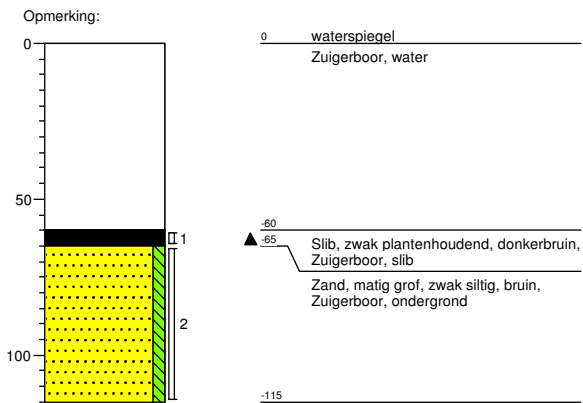 Opmerking:
0
0
waterspiegel
Zuigerboor, water
50
-60
1
-65
Slib, zwak plantenhoudend, donkerbruin,
Zuigerboor, slib
Zand, matig grof, zwak siltig, bruin,
Zuigerboor, ondergrond
2
100
-115